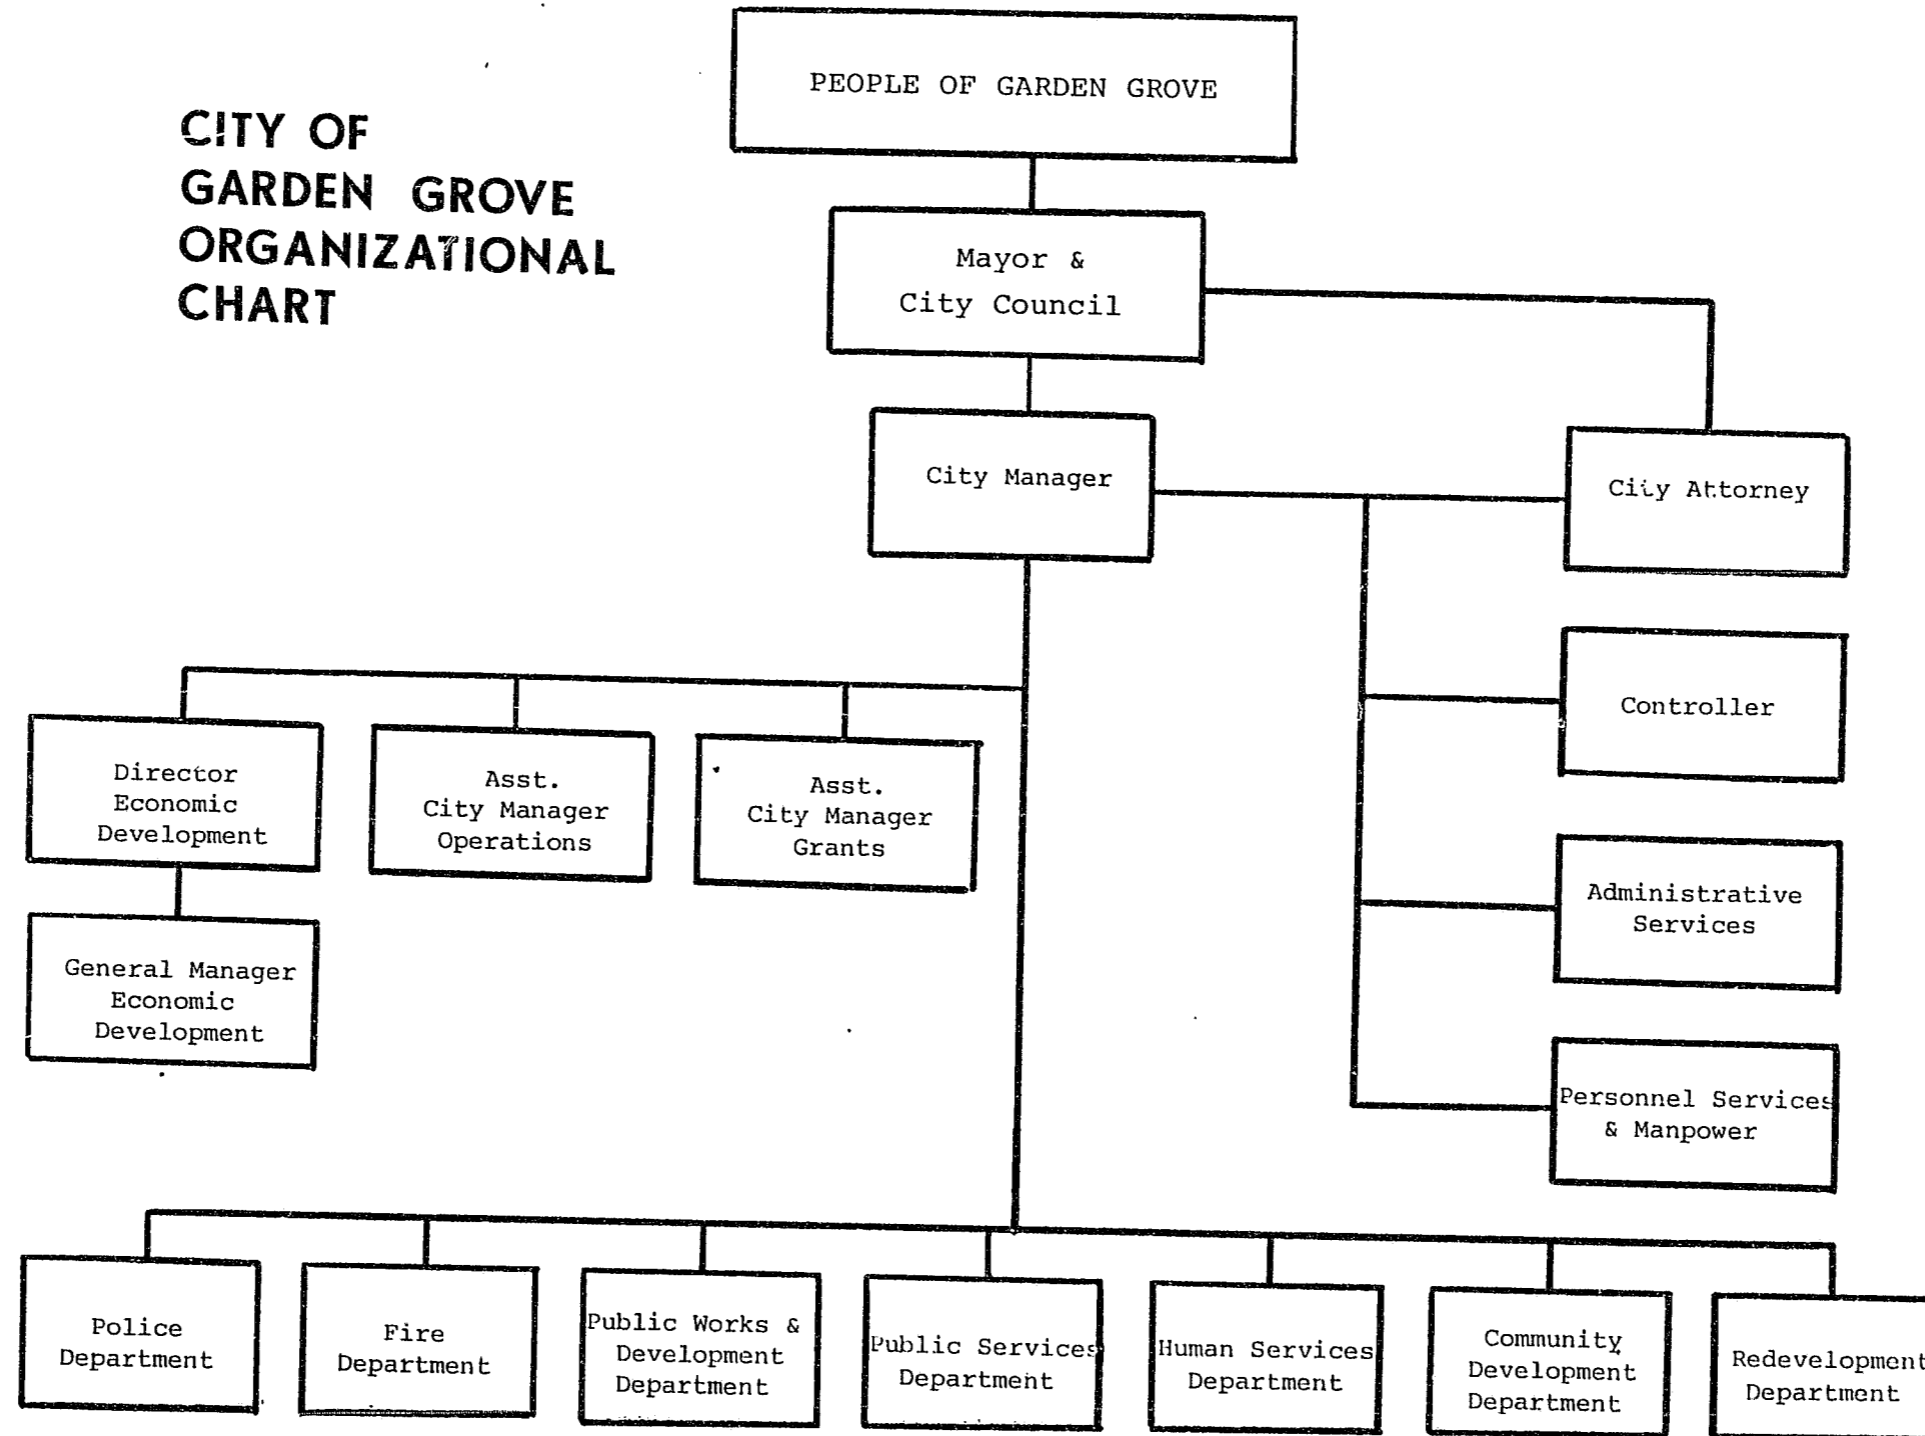 CITY OF
GARDEN GROVE
ORGANIZATIONAL
CHART
PEOPLE OF GARDEN GROVE
Mayor &
City Council
City Manager
City Attorney
Controller
Director
Economic
Development
Asst.
City Manager
Operations
Asst.
City Manager
Grants
Administrative
Services
General Manager
Economic
Development
Personnel Services
& Manpower
Police
Department
Fire
Department
Public Works &
Development
Department
Public Services
Department
Human Services
Department
Community
Development
Department
Redevelopment
Department